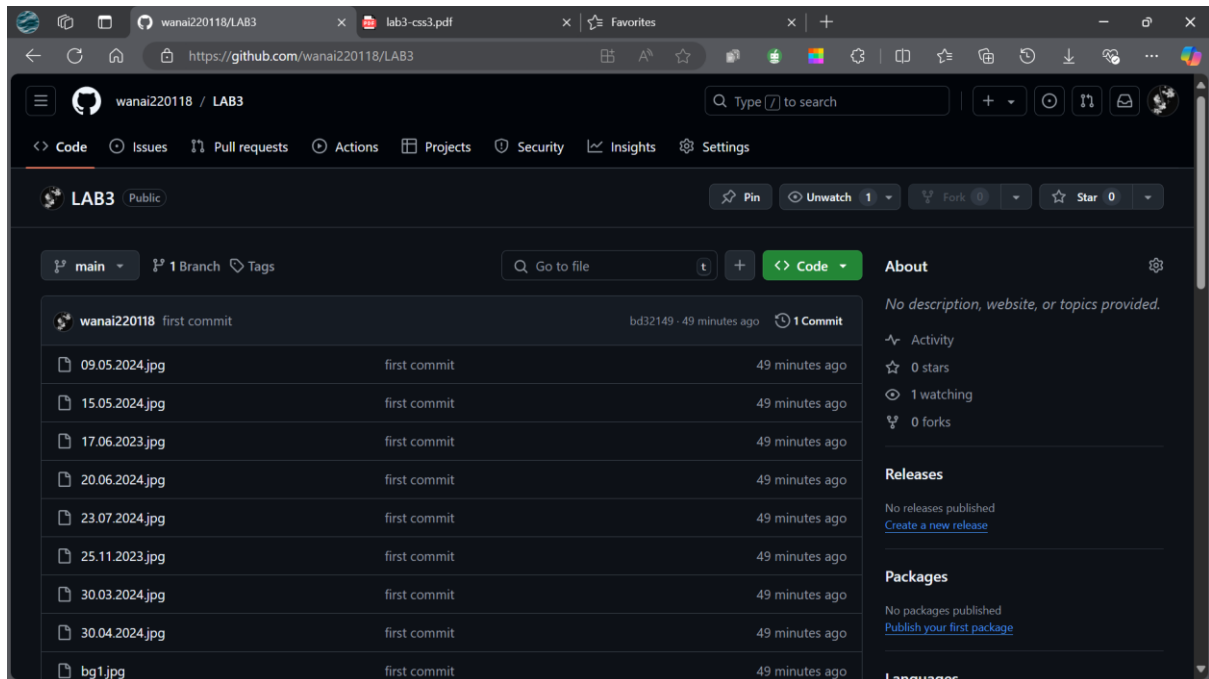 wanai220118/LAB3
lab3-css3.pdf
Favorites
https://github.com/wanai220118/LAB3
wanai220118 / LAB3
Type / to search
Code Issues Pull requests Actions Projects Security Insights Settings
LAB3 Public
Pin Unwatch 1 Fork 0 Star 0
main 1 Branch Tags
Go to file t
Code
About
No description, website, or topics provided.
wanai220118 first commit bd32149 · 49 minutes ago 1 Commit
Activity
09.05.2024.jpg first commit 49 minutes ago
0 stars
15.05.2024.jpg first commit 49 minutes ago
1 watching
0 forks
17.06.2023.jpg first commit 49 minutes ago
20.06.2024.jpg first commit 49 minutes ago
Releases
No releases published
Create a new release
23.07.2024.jpg first commit 49 minutes ago
25.11.2023.jpg first commit 49 minutes ago
Packages
30.03.2024.jpg first commit 49 minutes ago
No packages published
Publish your first package
30.04.2024.jpg first commit 49 minutes ago
bg1.jpg first commit 49 minutes ago
Languages